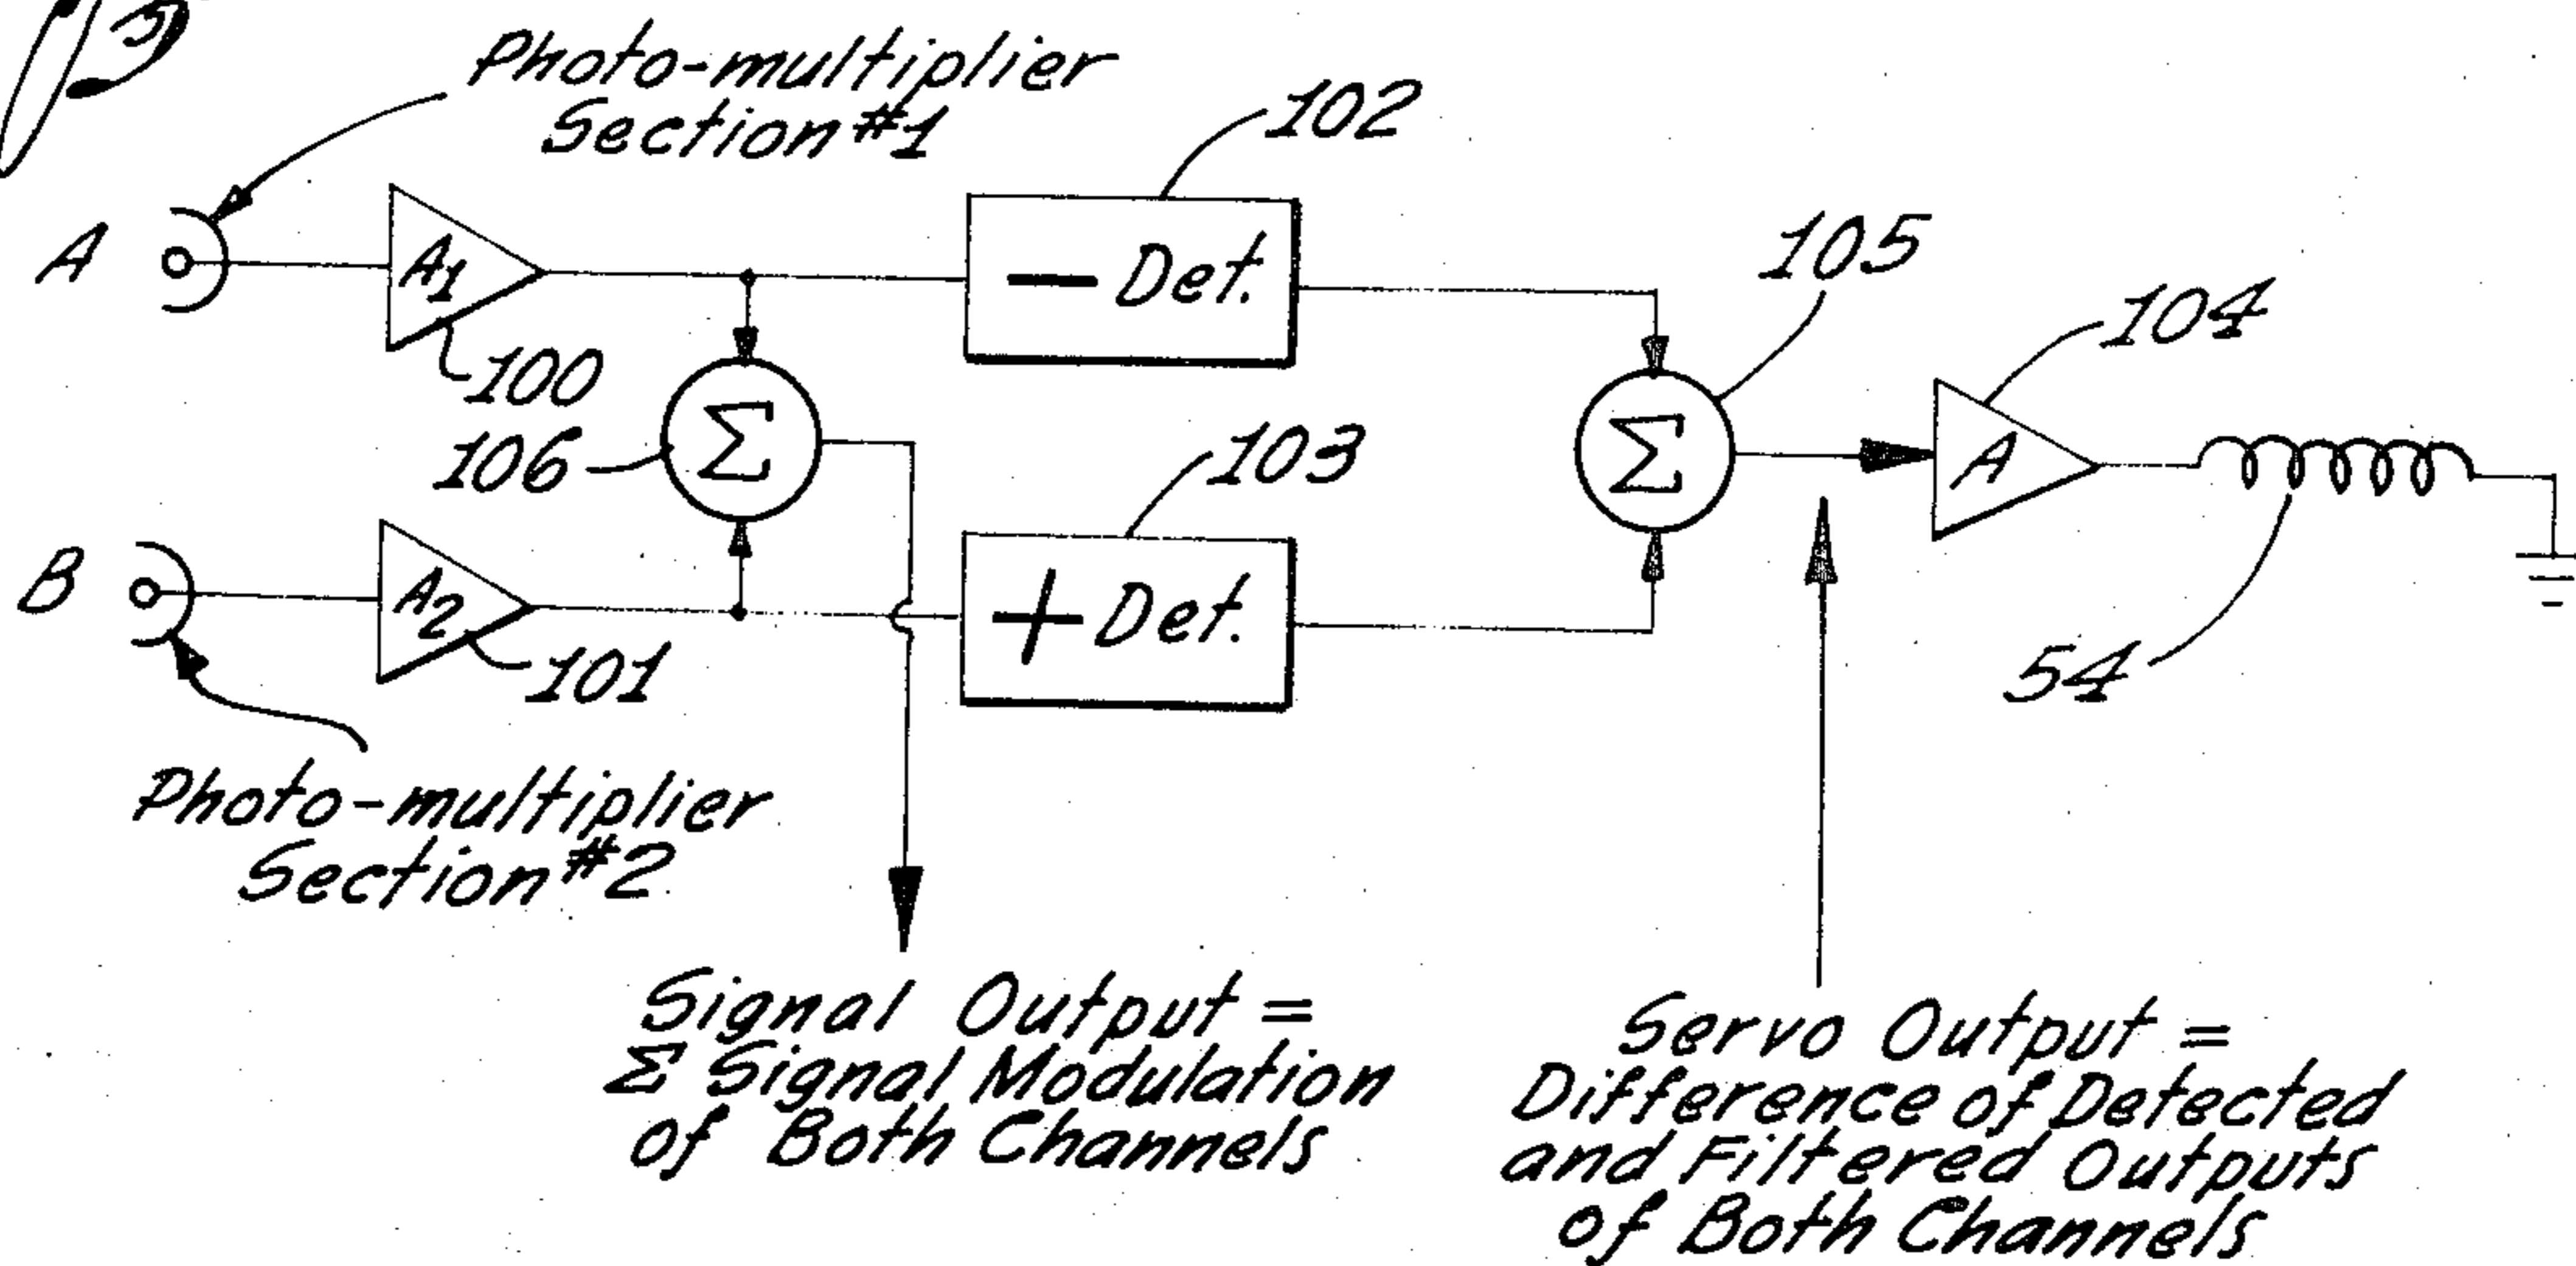 Photo-multiplier
Section #1
102
A
A1
100
- Det.
105
104
106
Σ
103
Σ
A
B
A2
101
+ Det.
54
Photo-multiplier
Section #2
Signal Output =
Σ Signal Modulation
of Both Channels
Servo Output =
Difference of Detected
and Filtered Outputs
of Both Channels